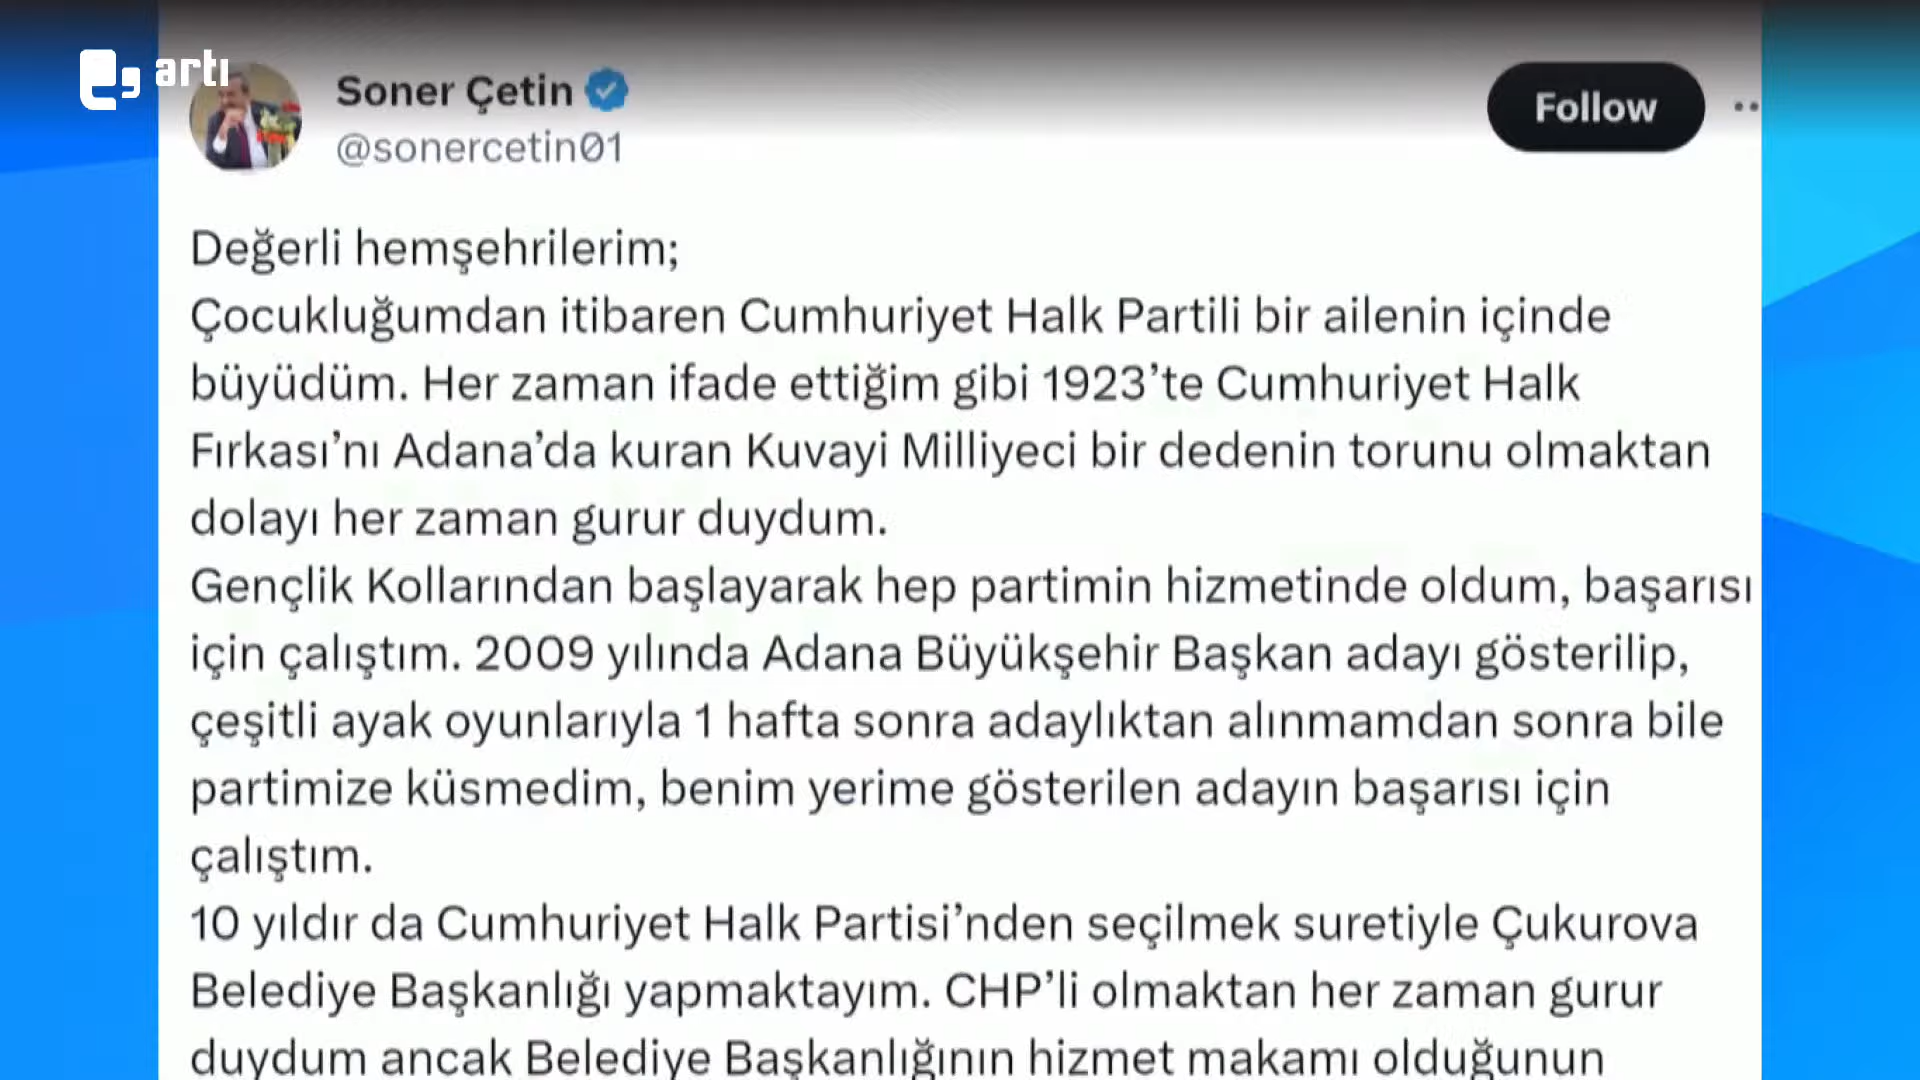 artı
Soner Çetin
@sonercetin01
Follow
Değerli hemşehrilerim;
Çocukluğumdan itibaren Cumhuriyet Halk Partili bir ailenin içinde
büyüdüm. Her zaman ifade ettiğim gibi 1923’te Cumhuriyet Halk
Fırkası’nı Adana’da kuran Kuvayi Milliyeci bir dedenin torunu olmaktan
dolayı her zaman gurur duydum.
Gençlik Kollarından başlayarak hep partimin hizmetinde oldum, başarısı
için çalıştım. 2009 yılında Adana Büyükşehir Başkan adayı gösterilip,
çeşitli ayak oyunlarıyla 1 hafta sonra adaylıktan alınmamdan sonra bile
partimize küsmedim, benim yerime gösterilen adayın başarısı için
çalıştım.
10 yıldır da Cumhuriyet Halk Partisi’nden seçilmek suretiyle Çukurova
Belediye Başkanlığı yapmaktayım. CHP’li olmaktan her zaman gurur
duydum ancak Belediye Başkanlığının hizmet makamı olduğunun